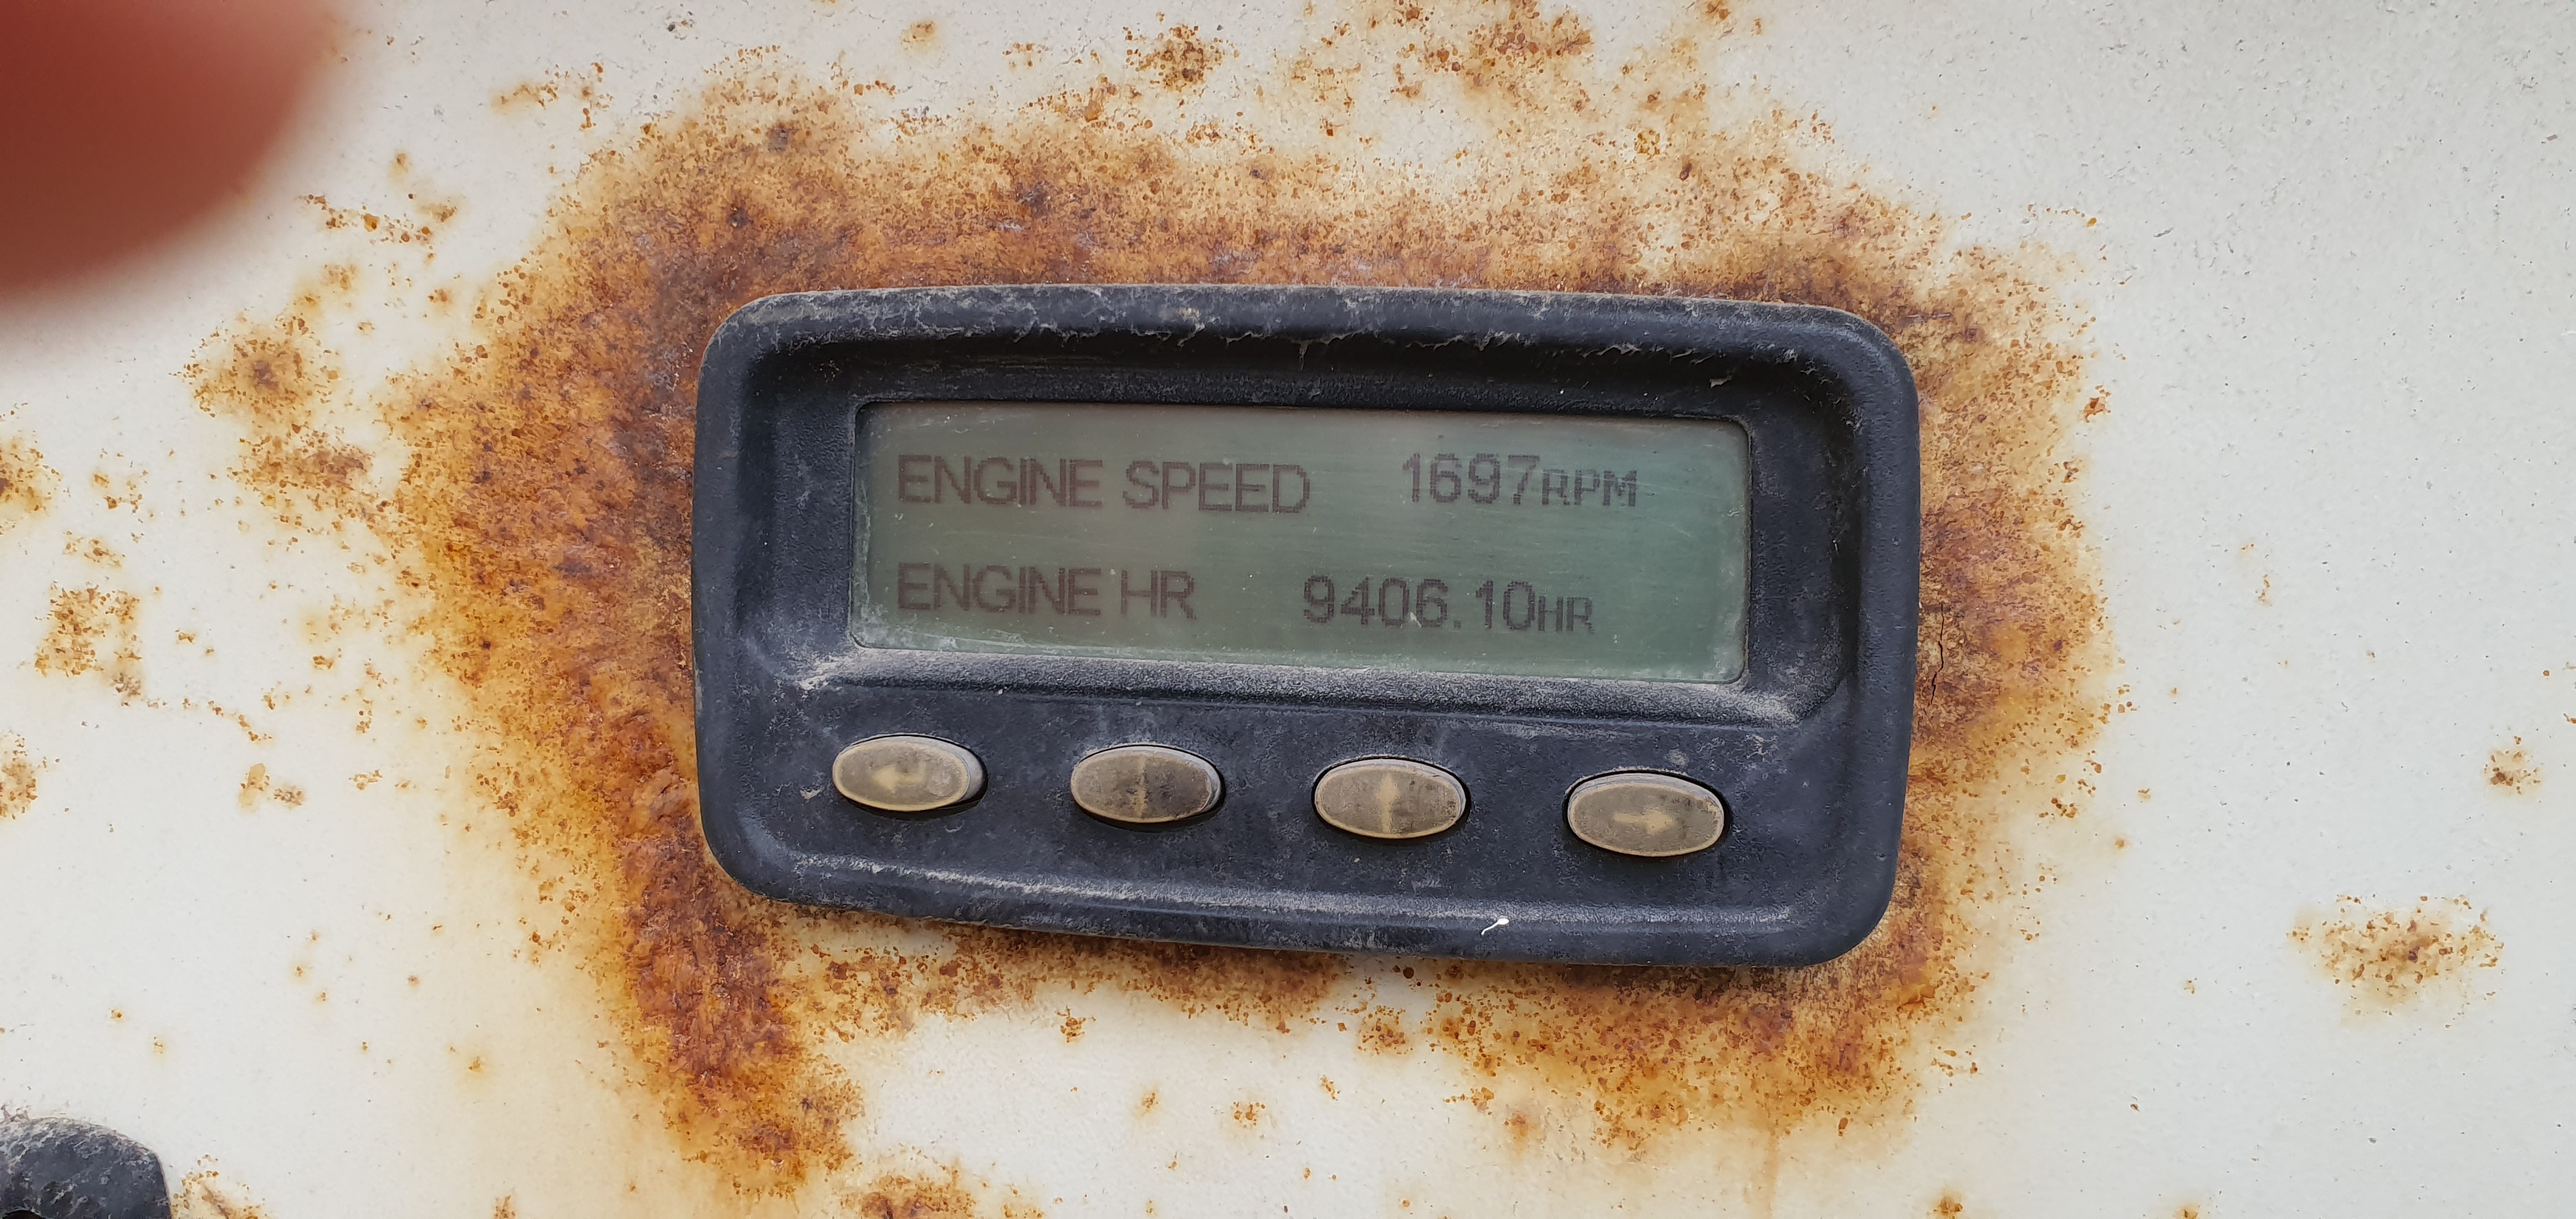 ENGINE SPEED 1697RPM
ENGINE HR 9406.10HR